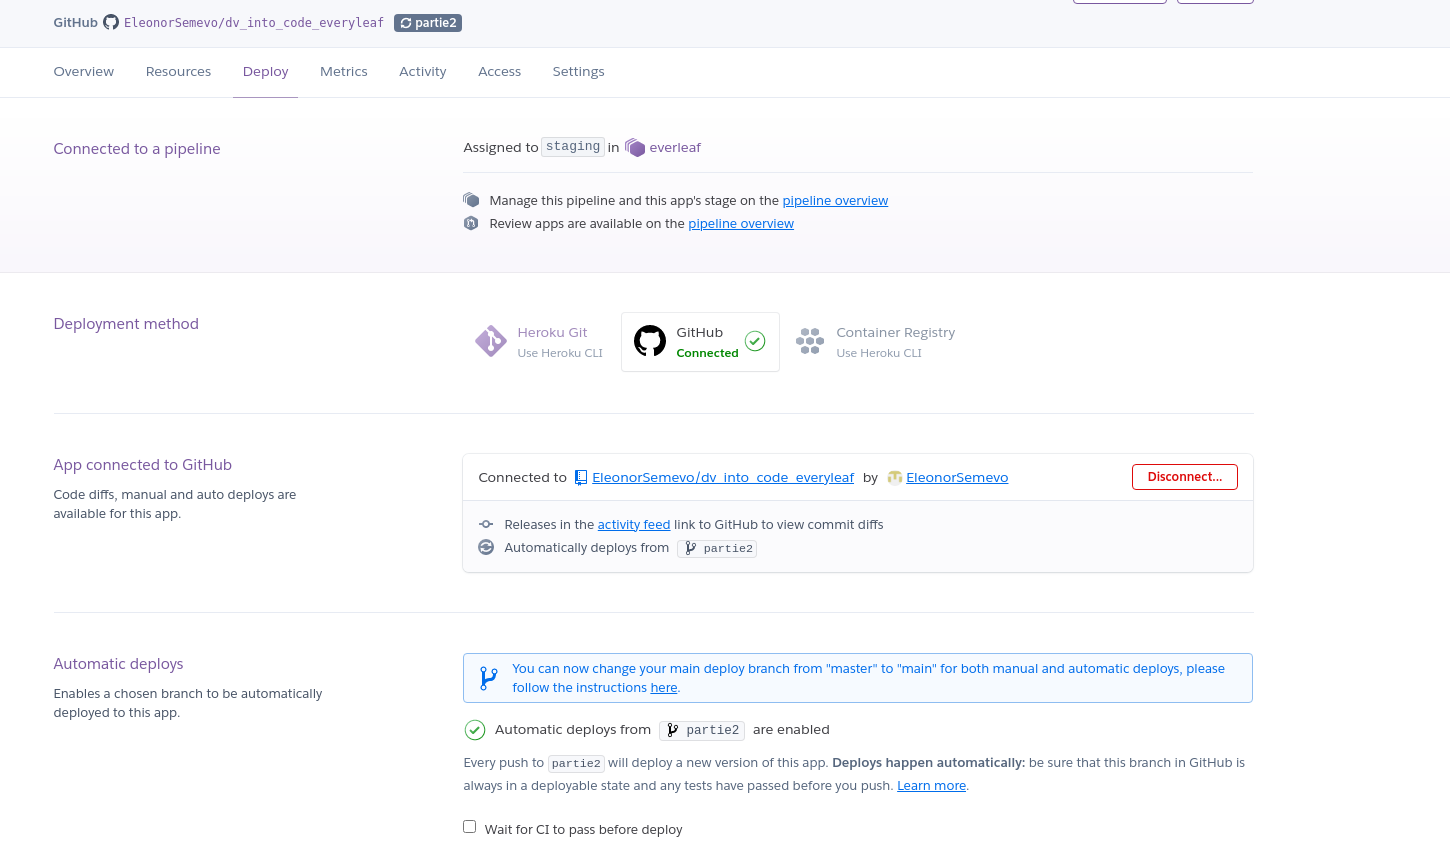 GitHub EleonorSemevo/dv_into_code_everyleaf partie2
Overview Resources Deploy Metrics Activity Access Settings
Connected to a pipeline
Assigned to staging in everleaf
Manage this pipeline and this app's stage on the pipeline overview
Review apps are available on the pipeline overview
Deployment method
Heroku Git
Use Heroku CLI
GitHub
Connected
Container Registry
Use Heroku CLI
App connected to GitHub
Code diffs, manual and auto deploys are
available for this app.
Connected to EleonorSemevo/dv_into_code_everyleaf by EleonorSemevo Disconnect...
Releases in the activity feed link to GitHub to view commit diffs
Automatically deploys from partie2
Automatic deploys
Enables a chosen branch to be automatically
deployed to this app.
You can now change your main deploy branch from "master" to "main" for both manual and automatic deploys, please
follow the instructions here.
Automatic deploys from partie2 are enabled
Every push to partie2 will deploy a new version of this app. Deploys happen automatically: be sure that this branch in GitHub is
always in a deployable state and any tests have passed before you push. Learn more.
Wait for CI to pass before deploy